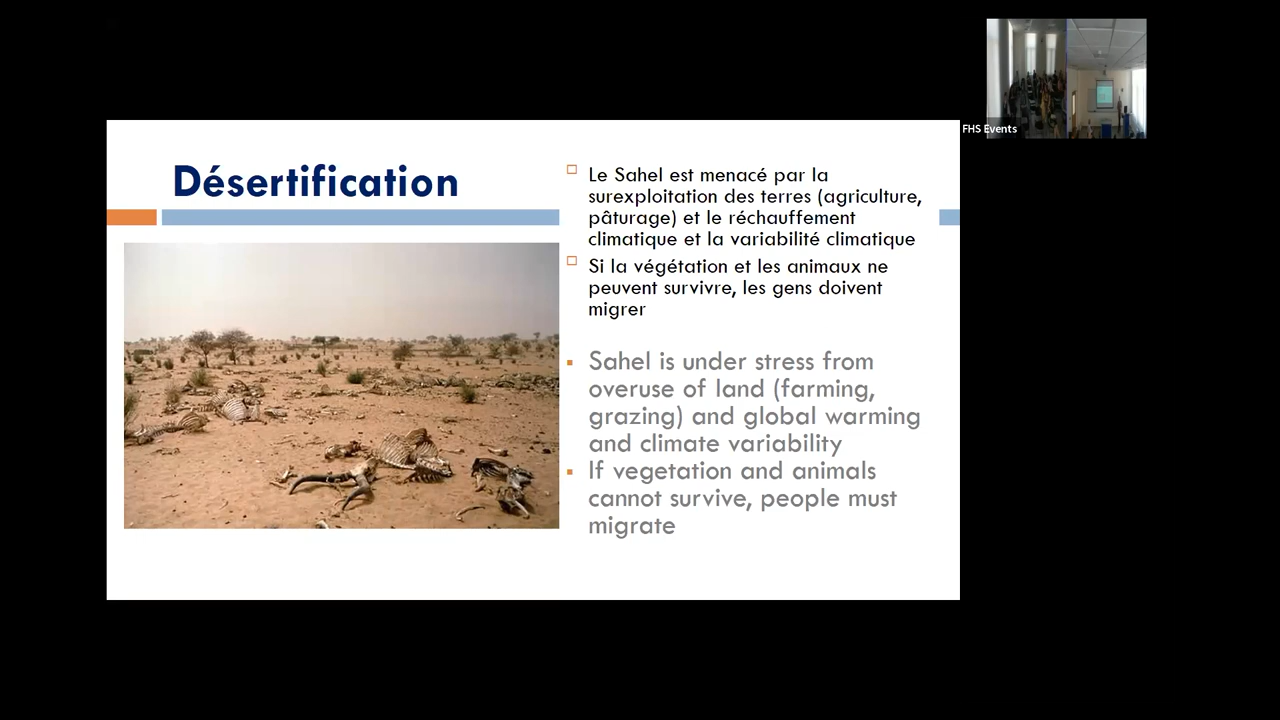 Désertification
Le Sahel est menacé par la
surexploitation des terres (agriculture,
pâturage) et le réchauffement
climatique et la variabilité climatique
Si la végétation et les animaux ne
peuvent survivre, les gens doivent
migrer
Sahel is under stress from
overuse of land (farming,
grazing) and global warming
and climate variability
If vegetation and animals
cannot survive, people must
migrate
FHS Events